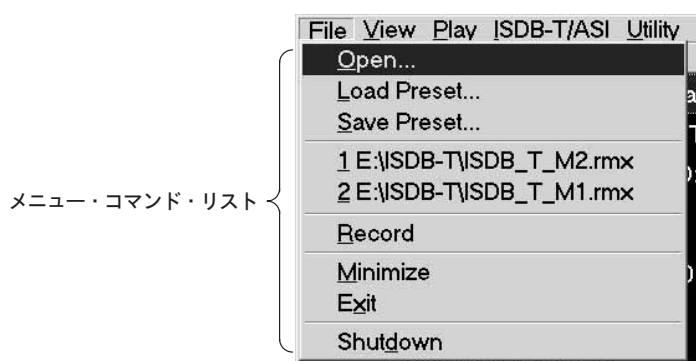 File View Play ISDB-T/ASI Utility
Open...
Load Preset...
Save Preset...
1 E:\ISDB-T\ISDB_T_M2.rmx
2 E:\ISDB-T\ISDB_T_M1.rmx
メニュー・コマンド・リスト
Record
Minimize
Exit
Shutdown